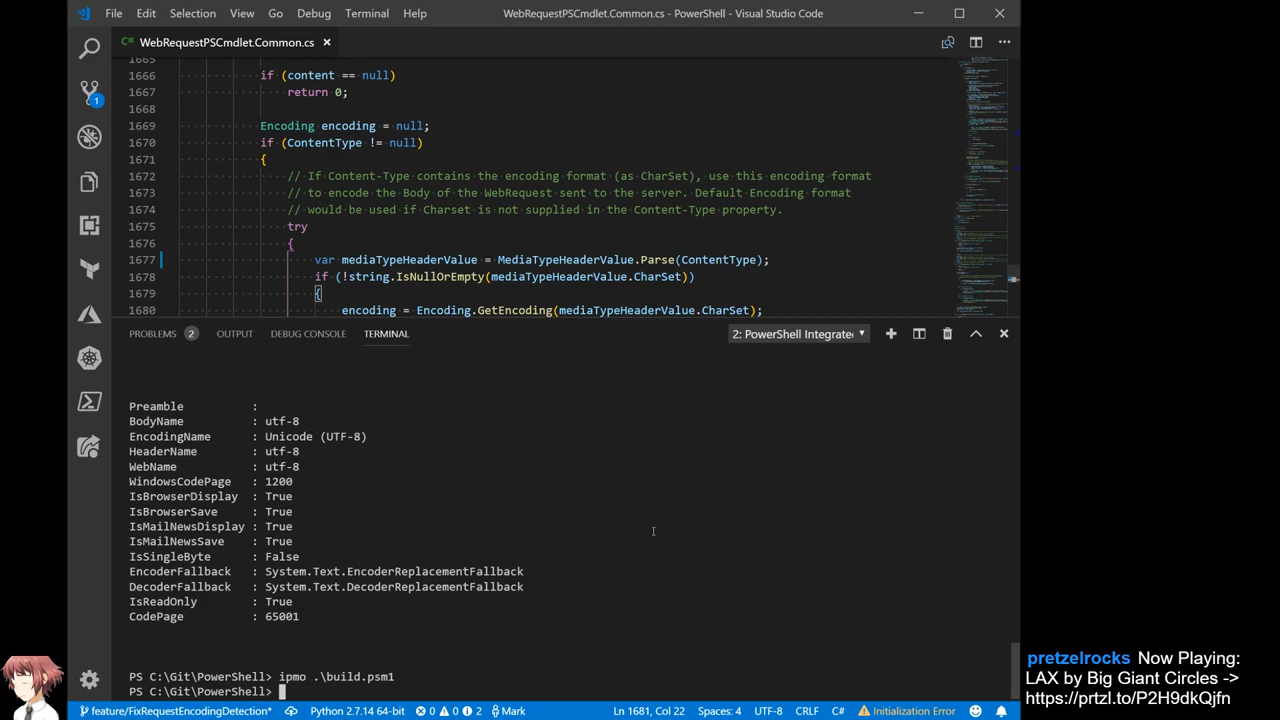 File Edit Selection View Go Debug Terminal Help WebRequestPSCmdlet.Common.cs - PowerShell - Visual Studio Code
WebRequestPSCmdlet.Common.cs
1665
1666 if (content == null)
1667 return 0;
1668
1669 Encoding encoding = null;
1670 if (ContentType != null)
1671 {
1672 // If Content-Type contains the encoding format (as CharSet), use this encoding format
1673 // to encode the Body of the WebRequest sent to the server. Default Encoding format
1674 // would be used if Charset is not supplied in the Content-Type property.
1675 try
1676 {
1677 var mediaTypeHeaderValue = MediaTypeHeaderValue.Parse(ContentType);
1678 if (!string.IsNullOrEmpty(mediaTypeHeaderValue.CharSet))
1679 {
1680 encoding = Encoding.GetEncoding(mediaTypeHeaderValue.CharSet);
PROBLEMS 2 OUTPUT DEBUG CONSOLE TERMINAL 2: PowerShell Integrate
Preamble :
BodyName : utf-8
EncodingName : Unicode (UTF-8)
HeaderName : utf-8
WebName : utf-8
WindowsCodePage : 1200
IsBrowserDisplay : True
IsBrowserSave : True
IsMailNewsDisplay : True
IsMailNewsSave : True
IsSingleByte : False
EncoderFallback : System.Text.EncoderReplacementFallback
DecoderFallback : System.Text.DecoderReplacementFallback
IsReadOnly : True
CodePage : 65001
PS C:\Git\PowerShell> ipmo .\build.psm1
PS C:\Git\PowerShell>
1
feature/FixRequestEncodingDetection* Python 2.7.14 64-bit 0 0 2 Mark Ln 1681, Col 22 Spaces: 4 UTF-8 CRLF C# Initialization Error
pretzelrocks Now Playing:
LAX by Big Giant Circles ->
https://prtzl.to/P2H9dkQjfn